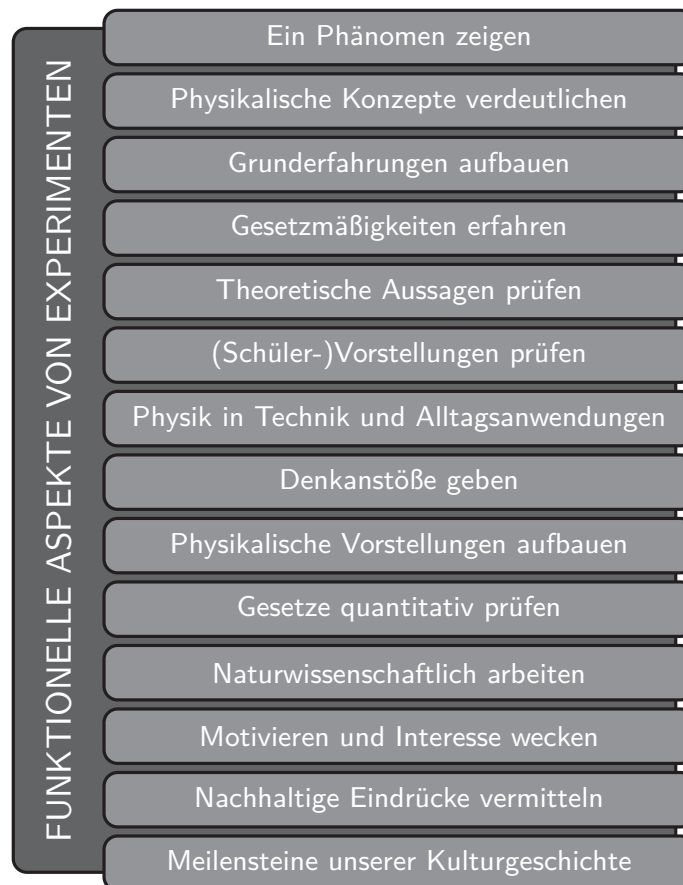 FUNKTIONELLE ASPEKTE VON EXPERIMENTEN
Ein Phänomen zeigen
Physikalische Konzepte verdeutlichen
Grunderfahrungen aufbauen
Gesetzmäßigkeiten erfahren
Theoretische Aussagen prüfen
(Schüler-)Vorstellungen prüfen
Physik in Technik und Alltagsanwendungen
Denkanstöße geben
Physikalische Vorstellungen aufbauen
Gesetze quantitativ prüfen
Naturwissenschaftlich arbeiten
Motivieren und Interesse wecken
Nachhaltige Eindrücke vermitteln
Meilensteine unserer Kulturgeschichte